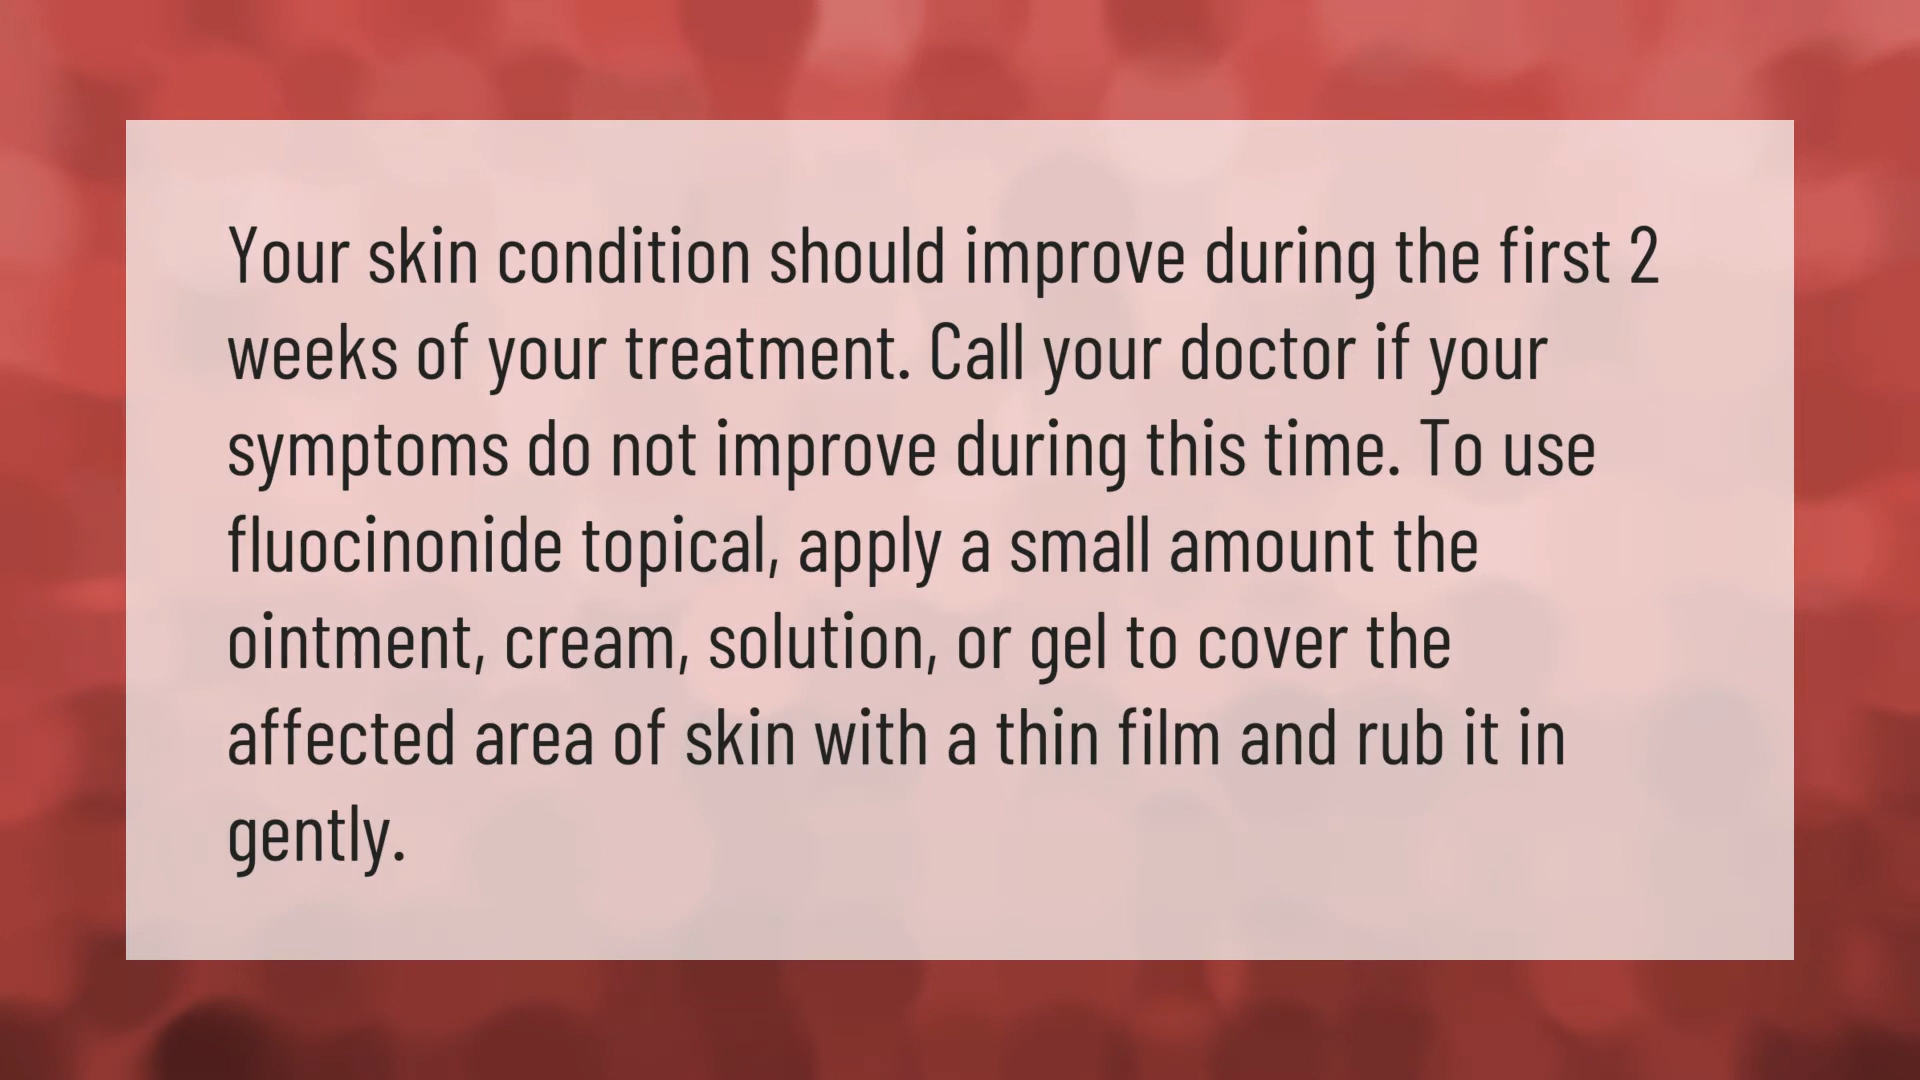 Your skin condition should improve during the first 2
weeks of your treatment. Call your doctor if your
symptoms do not improve during this time. To use
fluocinonide topical, apply a small amount the
ointment, cream, solution, or gel to cover the
affected area of skin with a thin film and rub it in
gently.